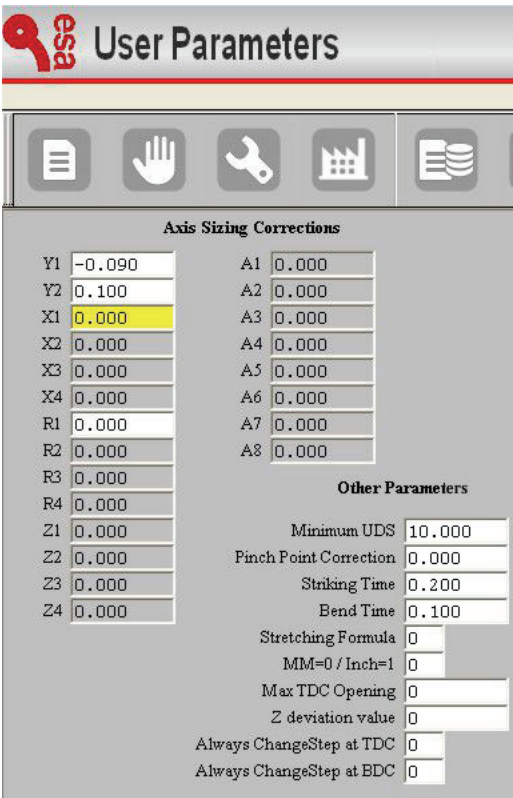 esa User Parameters
Axis Sizing Corrections
Y1 -0.090 A1 0.000
Y2 0.100 A2 0.000
X1 0.000 A3 0.000
X2 0.000 A4 0.000
X3 0.000 A5 0.000
X4 0.000 A6 0.000
R1 0.000 A7 0.000
R2 0.000 A8 0.000
R3 0.000
Other Parameters
R4 0.000
Z1 0.000 Minimum UDS 10.000
Z2 0.000 Pinch Point Correction 0.000
Z3 0.000 Striking Time 0.200
Z4 0.000 Bend Time 0.100
Stretching Formula 0
MM=0 / Inch=1 0
Max TDC Opening 0
Z deviation value 0
Always ChangeStep at TDC 0
Always ChangeStep at BDC 0